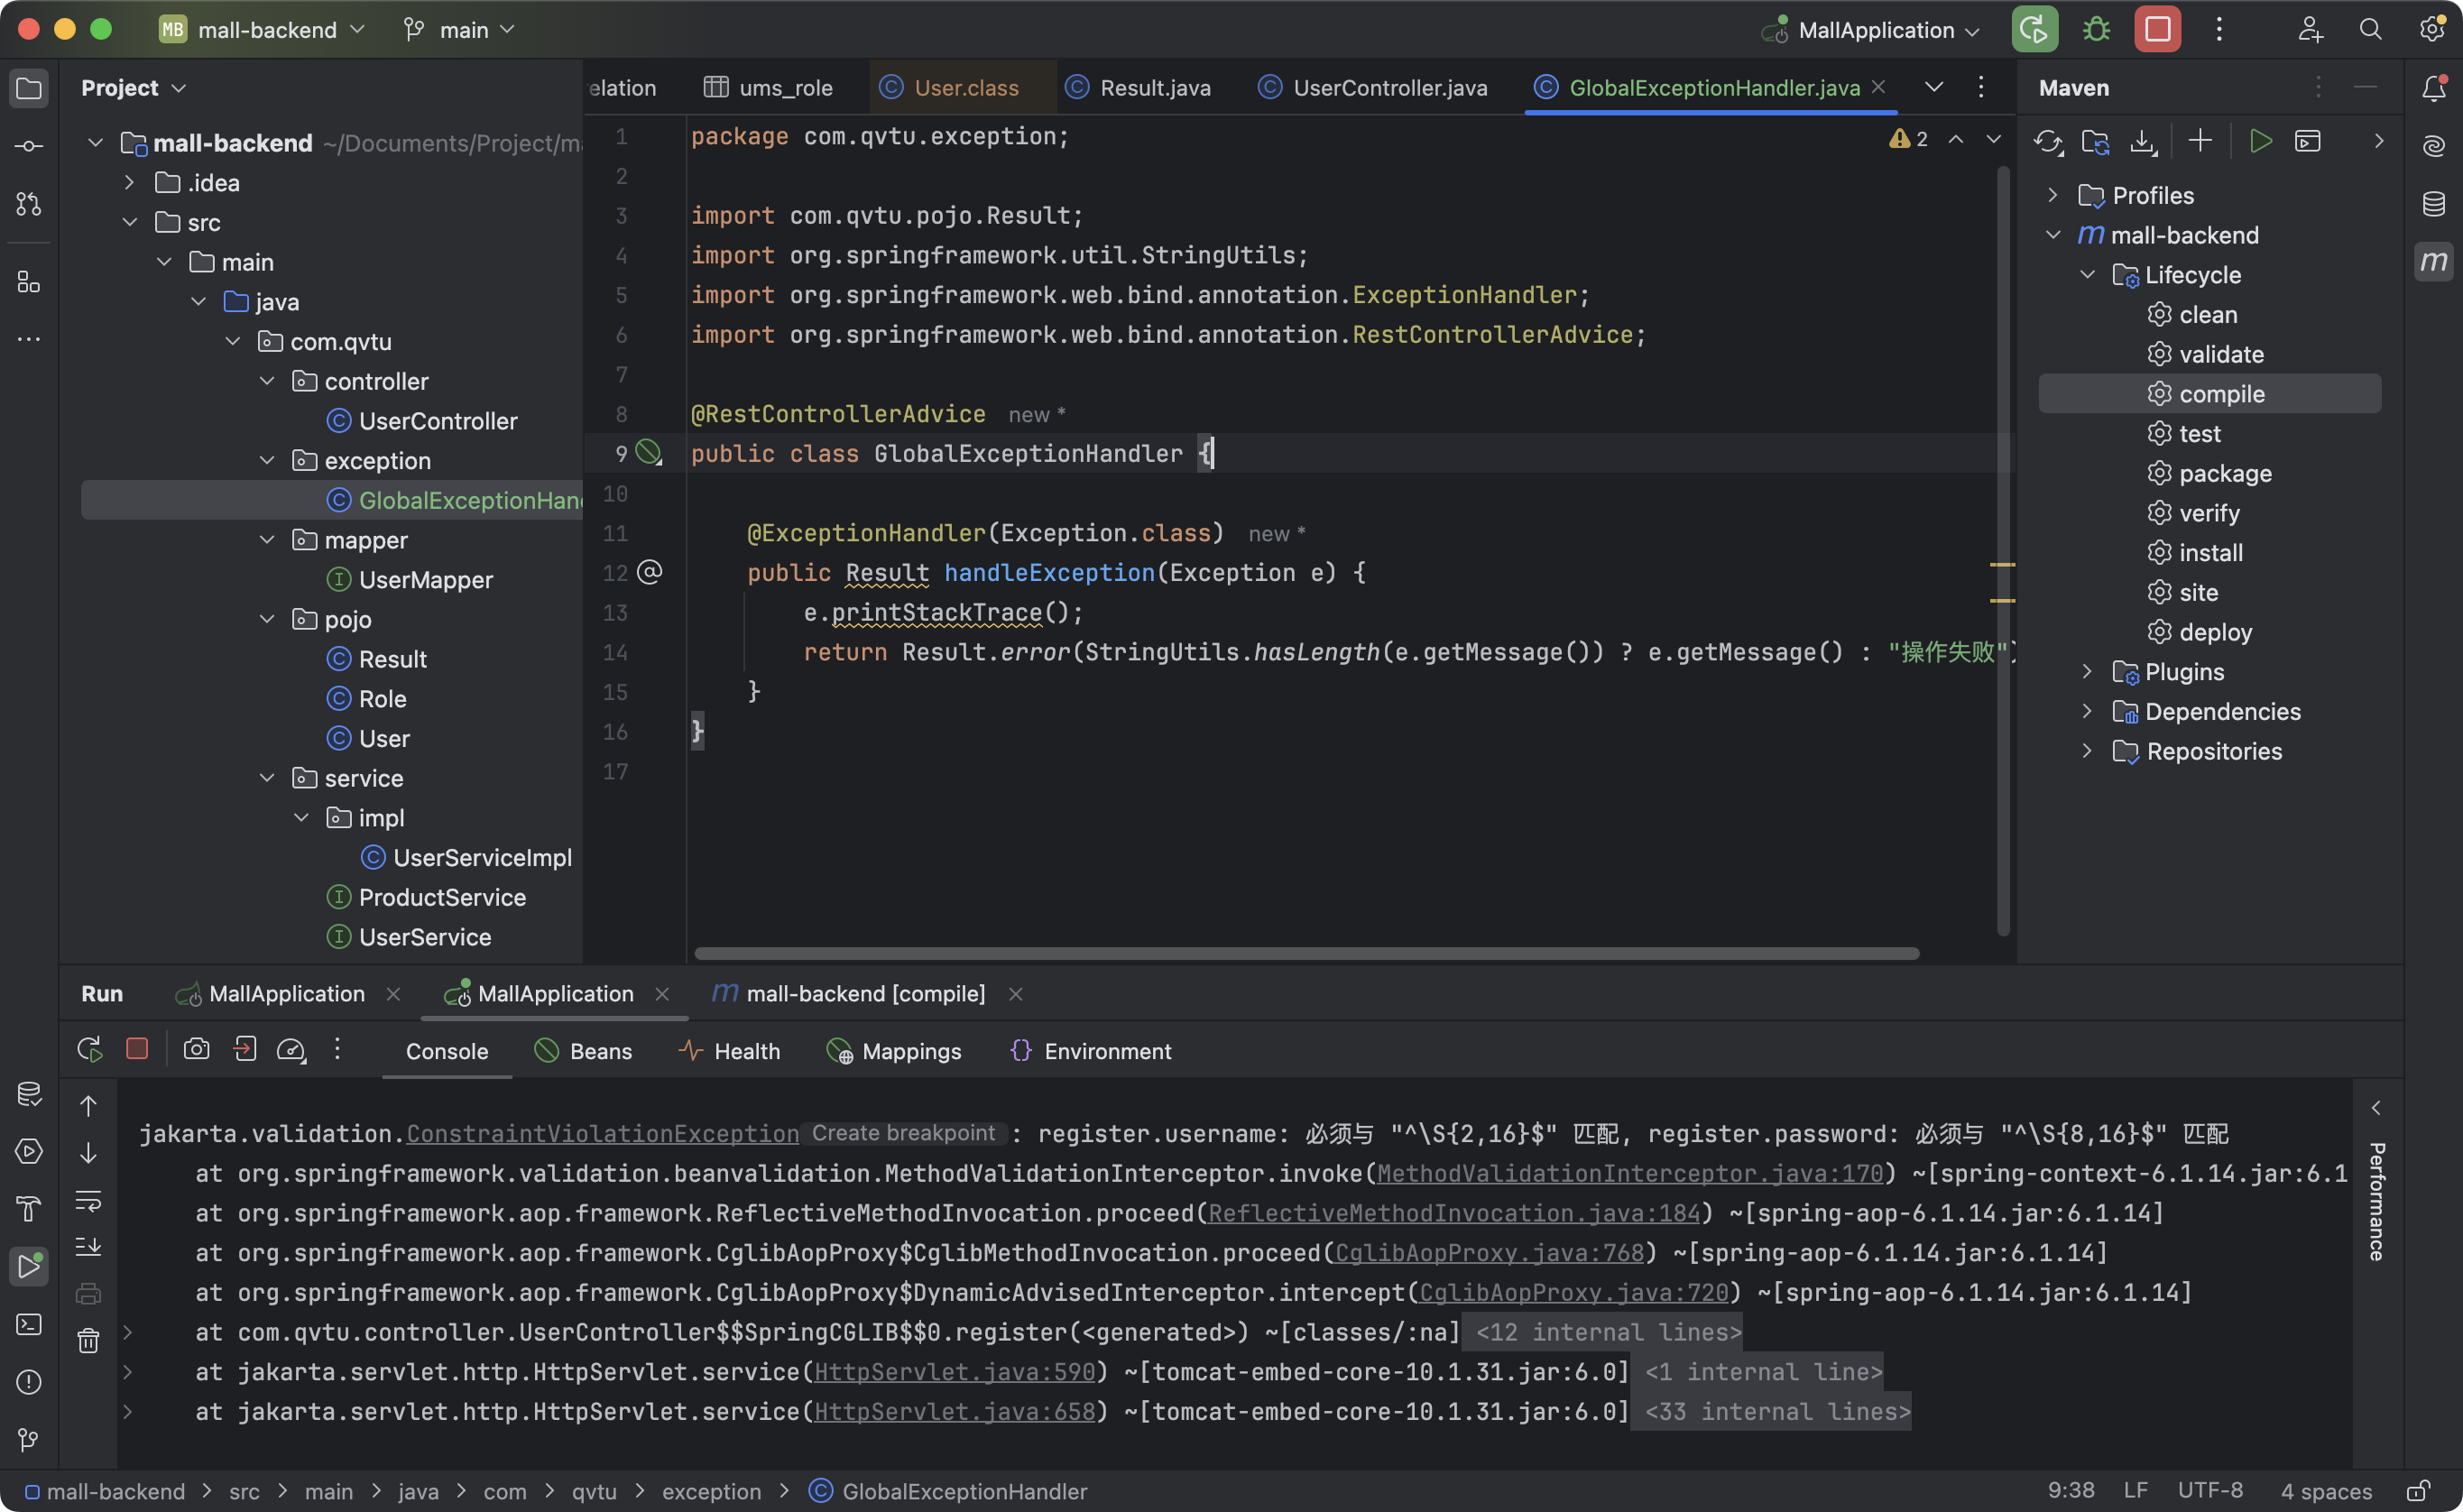 MB mall-backend main MallApplication
Project
mall-backend ~/Documents/Project/ma
.idea
src
main
java
com.qvtu
controller
UserController
exception
GlobalExceptionHan
mapper
UserMapper
pojo
Result
Role
User
service
impl
UserServiceImpl
ProductService
UserService
elation ums_role User.class Result.java UserController.java GlobalExceptionHandler.java
2
1 package com.qvtu.exception;
2
3 import com.qvtu.pojo.Result;
4 import org.springframework.util.StringUtils;
5 import org.springframework.web.bind.annotation.ExceptionHandler;
6 import org.springframework.web.bind.annotation.RestControllerAdvice;
7
8 @RestControllerAdvice new *
9 public class GlobalExceptionHandler {
10
11 @ExceptionHandler(Exception.class) new *
12 public Result handleException(Exception e) {
13 e.printStackTrace();
14 return Result.error(StringUtils.hasLength(e.getMessage()) ? e.getMessage() : "操作失败")
15 }
16 }
17
Maven
Profiles
m mall-backend
Lifecycle
clean
validate
compile
test
package
verify
install
site
deploy
Plugins
Dependencies
Repositories
m
Run MallApplication MallApplication m mall-backend [compile]
Console Beans Health Mappings Environment
jakarta.validation.ConstraintViolationException Create breakpoint : register.username: 必须与 "^\S{2,16}$" 匹配, register.password: 必须与 "^\S{8,16}$" 匹配
at org.springframework.validation.beanvalidation.MethodValidationInterceptor.invoke(MethodValidationInterceptor.java:170) ~[spring-context-6.1.14.jar:6.1
at org.springframework.aop.framework.ReflectiveMethodInvocation.proceed(ReflectiveMethodInvocation.java:184) ~[spring-aop-6.1.14.jar:6.1.14]
at org.springframework.aop.framework.CglibAopProxy$CglibMethodInvocation.proceed(CglibAopProxy.java:768) ~[spring-aop-6.1.14.jar:6.1.14]
at org.springframework.aop.framework.CglibAopProxy$DynamicAdvisedInterceptor.intercept(CglibAopProxy.java:720) ~[spring-aop-6.1.14.jar:6.1.14]
at com.qvtu.controller.UserController$$SpringCGLIB$$0.register(<generated>) ~[classes/:na] <12 internal lines>
at jakarta.servlet.http.HttpServlet.service(HttpServlet.java:590) ~[tomcat-embed-core-10.1.31.jar:6.0] <1 internal line>
at jakarta.servlet.http.HttpServlet.service(HttpServlet.java:658) ~[tomcat-embed-core-10.1.31.jar:6.0] <33 internal lines>
Performance
mall-backend > src > main > java > com > qvtu > exception > GlobalExceptionHandler
9:38 LF UTF-8 4 spaces